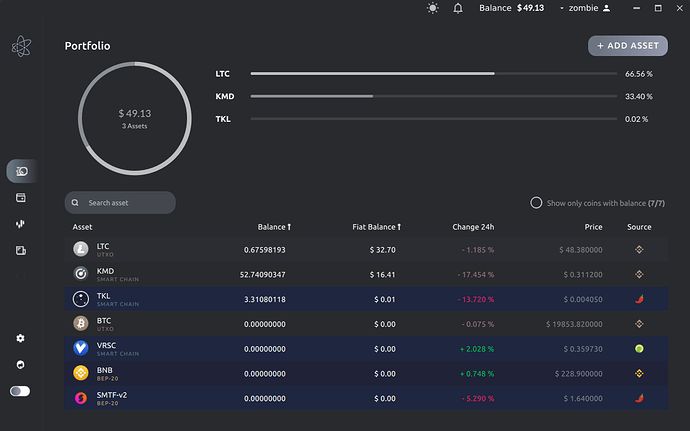 Balance $ 49.13 zombie
Portfolio
+ ADD ASSET
$ 49.13
3 Assets
LTC 66.56 %
KMD 33.40 %
TKL 0.02 %
Search asset
Show only coins with balance (7/7)
Asset Balance Fiat Balance Change 24h Price Source
LTC
UTXO
0.67598193 $ 32.70 - 1.185 % $ 48.380000
KMD
SMART CHAIN
52.74090347 $ 16.41 - 17.454 % $ 0.311200
TKL
SMART CHAIN
3.31080118 $ 0.01 - 13.720 % $ 0.004050
BTC
UTXO
0.00000000 $ 0.00 - 0.075 % $ 19853.820000
VRSC
SMART CHAIN
0.00000000 $ 0.00 + 2.028 % $ 0.359730
BNB
BEP-20
0.00000000 $ 0.00 + 0.748 % $ 228.900000
SMTF-v2
BEP-20
0.00000000 $ 0.00 - 5.290 % $ 1.640000